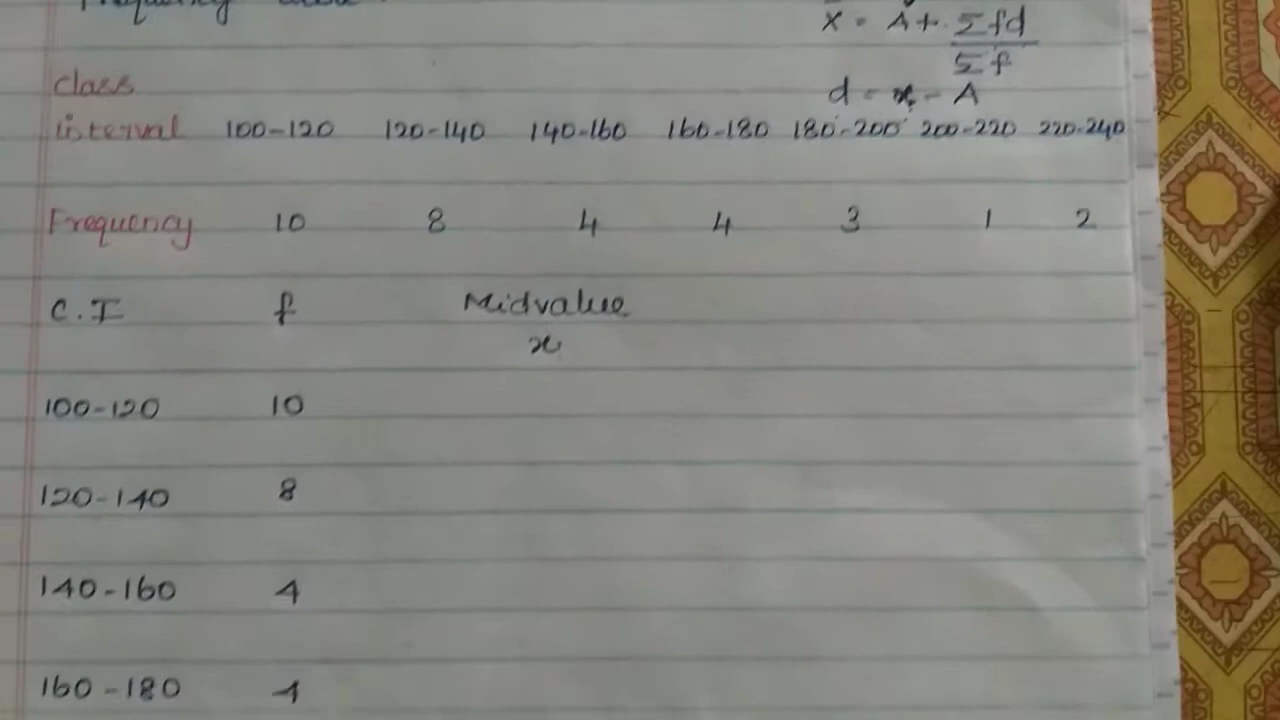 Frequency
x̄ = A + Σfd
Σf
d = x - A
class
interval 100-120 120-140 140-160 160-180 180-200 200-220 220-240
Frequency 10 8 4 4 3 1 2
C.I f Midvalue
x
100-120 10
120-140 8
140-160 4
160-180 4